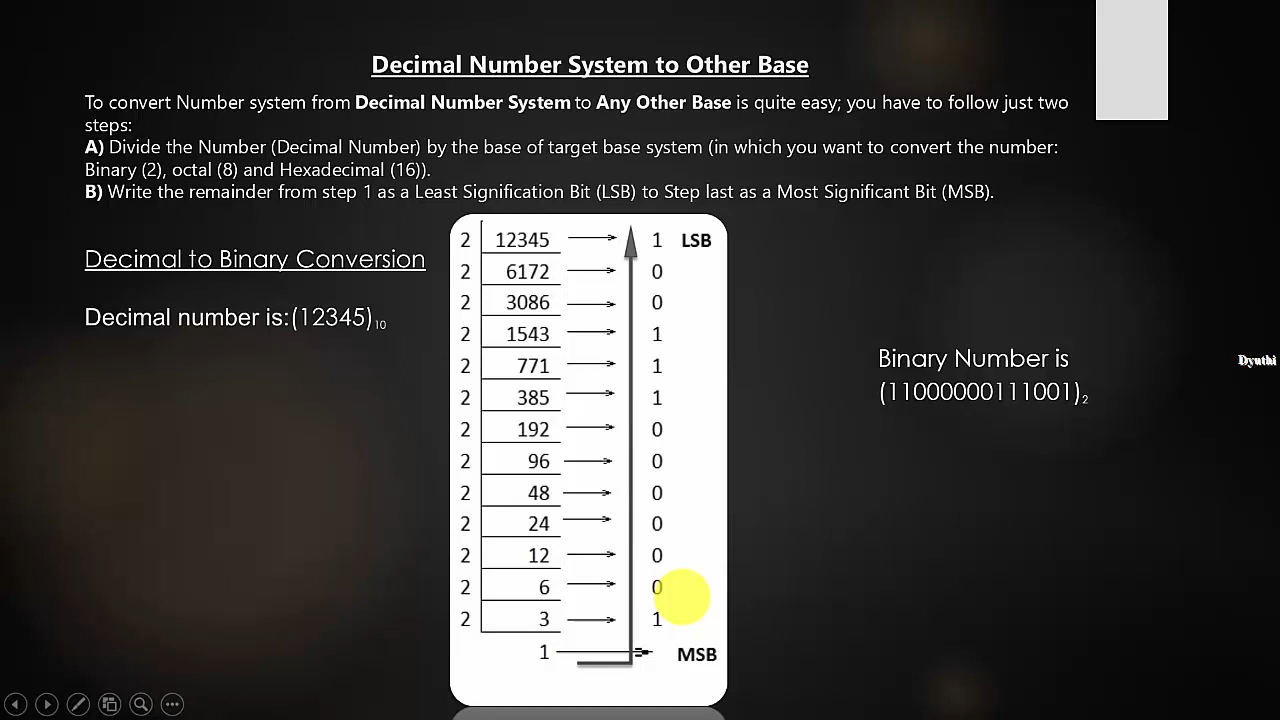 Decimal Number System to Other Base
To convert Number system from Decimal Number System to Any Other Base is quite easy; you have to follow just two
steps:
A) Divide the Number (Decimal Number) by the base of target base system (in which you want to convert the number:
Binary (2), octal (8) and Hexadecimal (16)).
B) Write the remainder from step 1 as a Least Signification Bit (LSB) to Step last as a Most Significant Bit (MSB).
Decimal to Binary Conversion
Decimal number is:(12345)₁₀
2 12345 1 LSB
2 6172 0
2 3086 0
2 1543 1
2 771 1
2 385 1
2 192 0
2 96 0
2 48 0
2 24 0
2 12 0
2 6 0
2 3 1
1 MSB
Binary Number is
(11000000111001)₂
Dyuthi